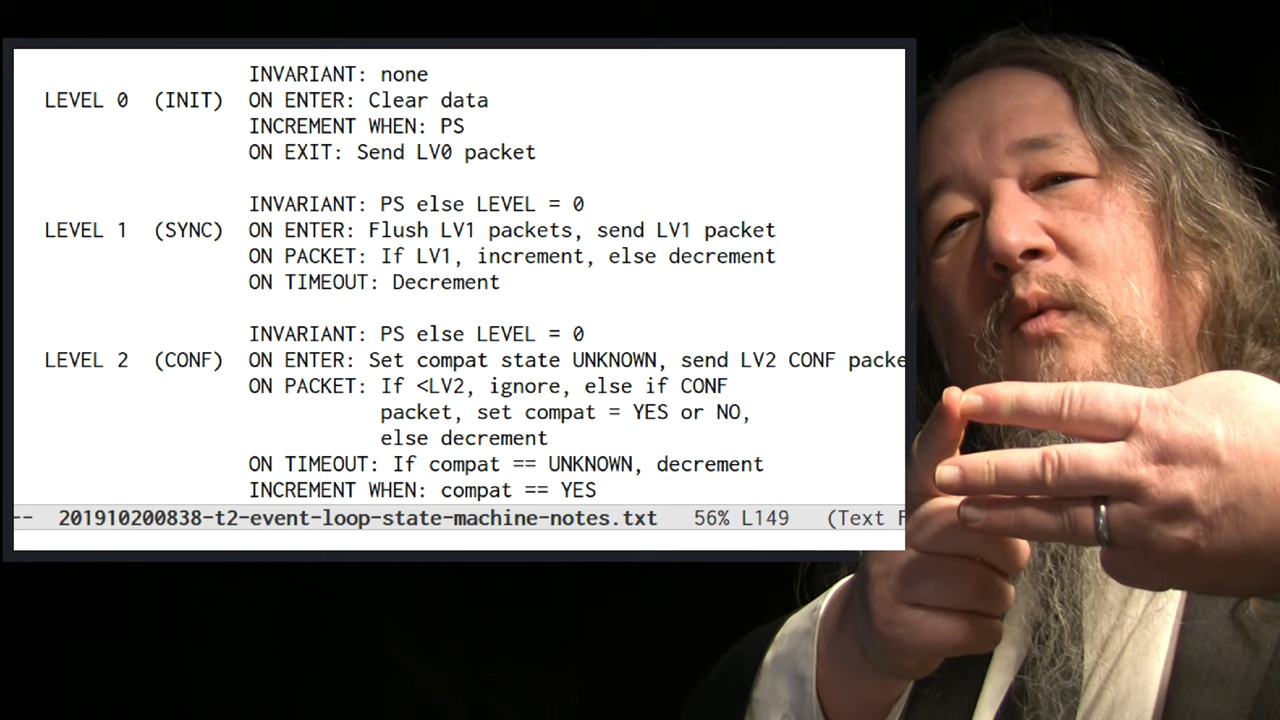 INVARIANT: none
LEVEL 0 (INIT) ON ENTER: Clear data
INCREMENT WHEN: PS
ON EXIT: Send LV0 packet
INVARIANT: PS else LEVEL = 0
LEVEL 1 (SYNC) ON ENTER: Flush LV1 packets, send LV1 packet
ON PACKET: If LV1, increment, else decrement
ON TIMEOUT: Decrement
INVARIANT: PS else LEVEL = 0
LEVEL 2 (CONF) ON ENTER: Set compat state UNKNOWN, send LV2 CONF packe
ON PACKET: If <LV2, ignore, else if CONF
packet, set compat = YES or NO,
else decrement
ON TIMEOUT: If compat == UNKNOWN, decrement
INCREMENT WHEN: compat == YES
-- 201910200838-t2-event-loop-state-machine-notes.txt 56% L149 (Text F